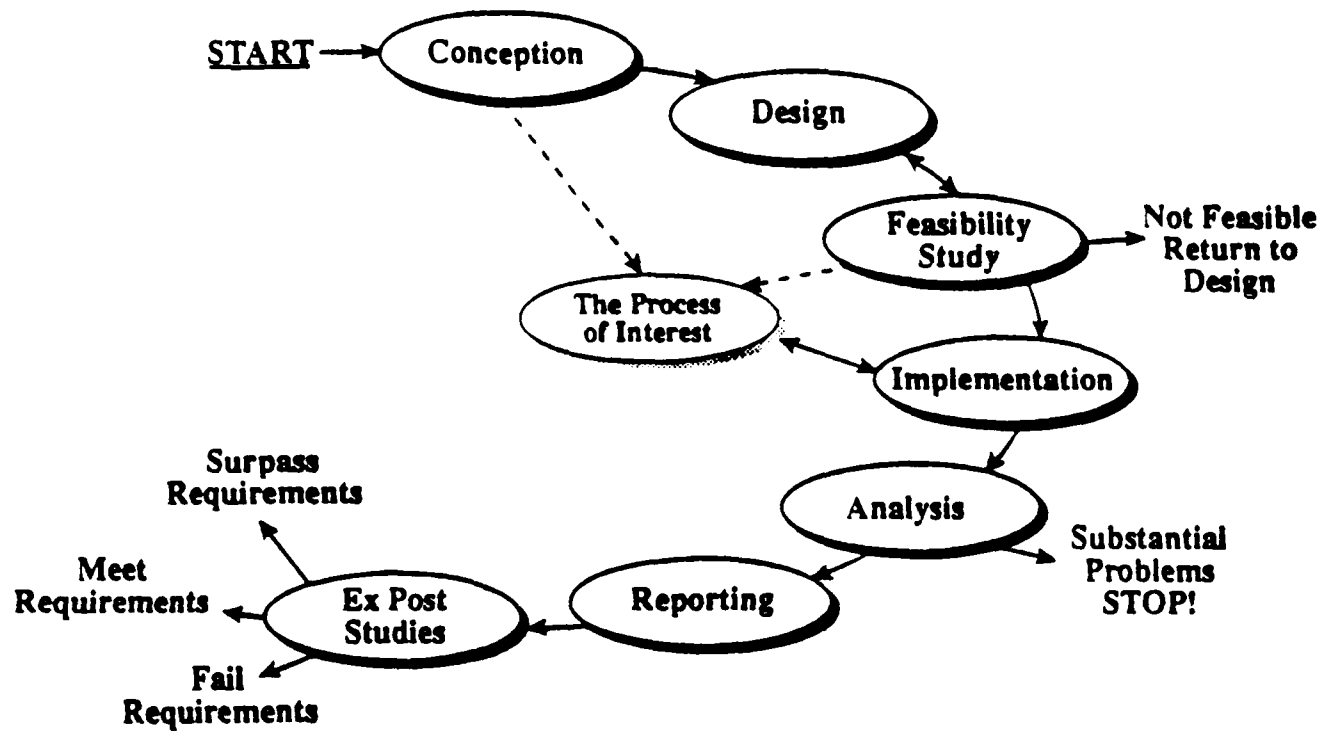 START
Conception
Design
Feasibility
Study
Not Feasible
Return to
Design
The Process
of Interest
Implementation
Analysis
Substantial
Problems
STOP!
Reporting
Ex Post
Studies
Surpass
Requirements
Meet
Requirements
Fail
Requirements